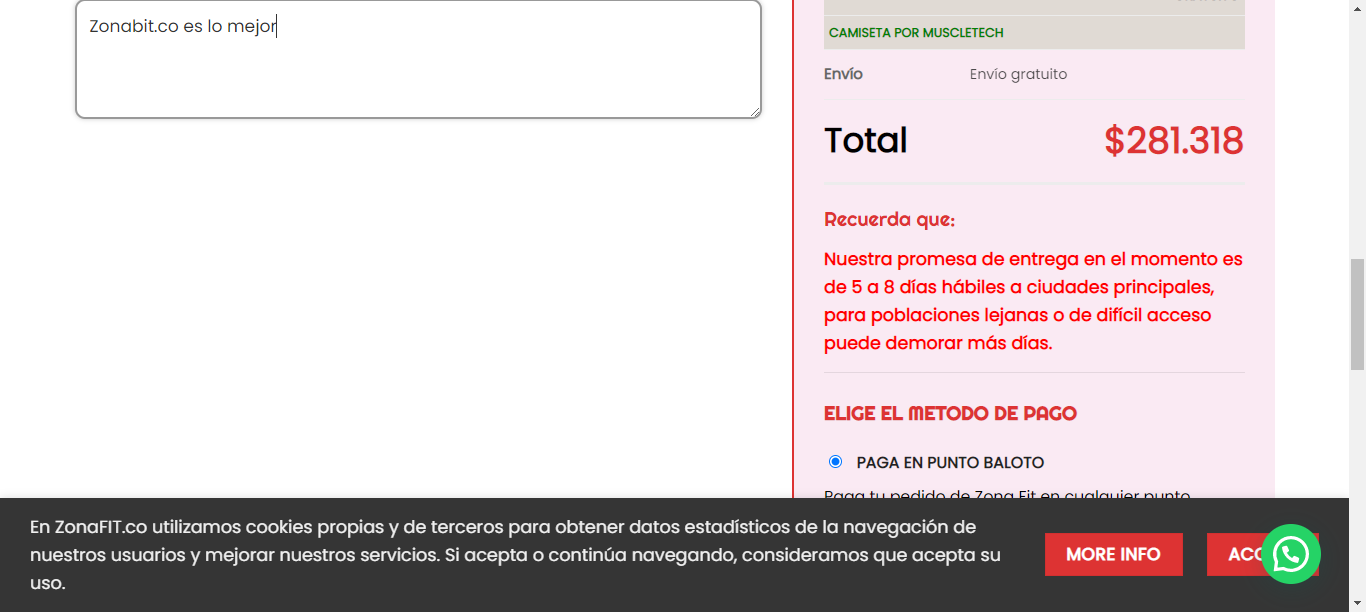 Zonabit.co es lo mejor
CAMISETA POR MUSCLETECH
Envío
Envío gratuito
Total
$281.318
Recuerda que:
Nuestra promesa de entrega en el momento es
de 5 a 8 días hábiles a ciudades principales,
para poblaciones lejanas o de difícil acceso
puede demorar más días.
ELIGE EL METODO DE PAGO
PAGA EN PUNTO BALOTO
Paga tu pedido de Zona Fit en cualquier punto
En ZonaFIT.co utilizamos cookies propias y de terceros para obtener datos estadísticos de la navegación de
nuestros usuarios y mejorar nuestros servicios. Si acepta o continúa navegando, consideramos que acepta su
uso.
MORE INFO